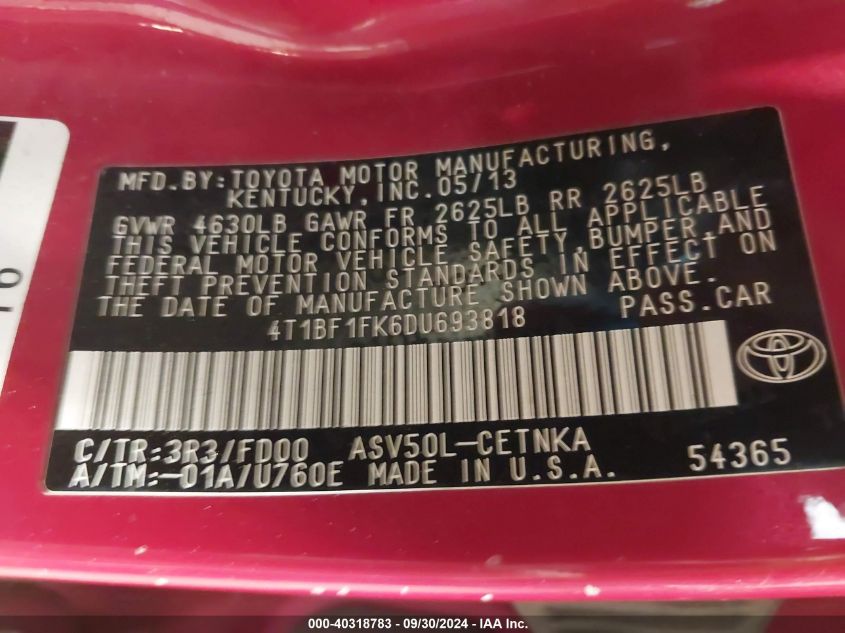 MFD.BY:TOYOTA MOTOR MANUFACTURING,
KENTUCKY,INC.05/13
GVWR 4630LB GAWR FR 2625LB RR 2625LB
THIS VEHICLE CONFORMS TO ALL APPLICABLE
FEDERAL MOTOR VEHICLE SAFETY,BUMPER,AND
THEFT PREVENTION STANDARDS IN EFFECT ON
THE DATE OF MANUFACTURE SHOWN ABOVE.
4T1BF1FK6DU693818 PASS.CAR
C/TR:3R3/FD00 ASV50L-CETNKA
A/TM:-01A/U760E MADE IN U.S.A. 54365
000-40318783 - 09/30/2024 - IAAI Inc.